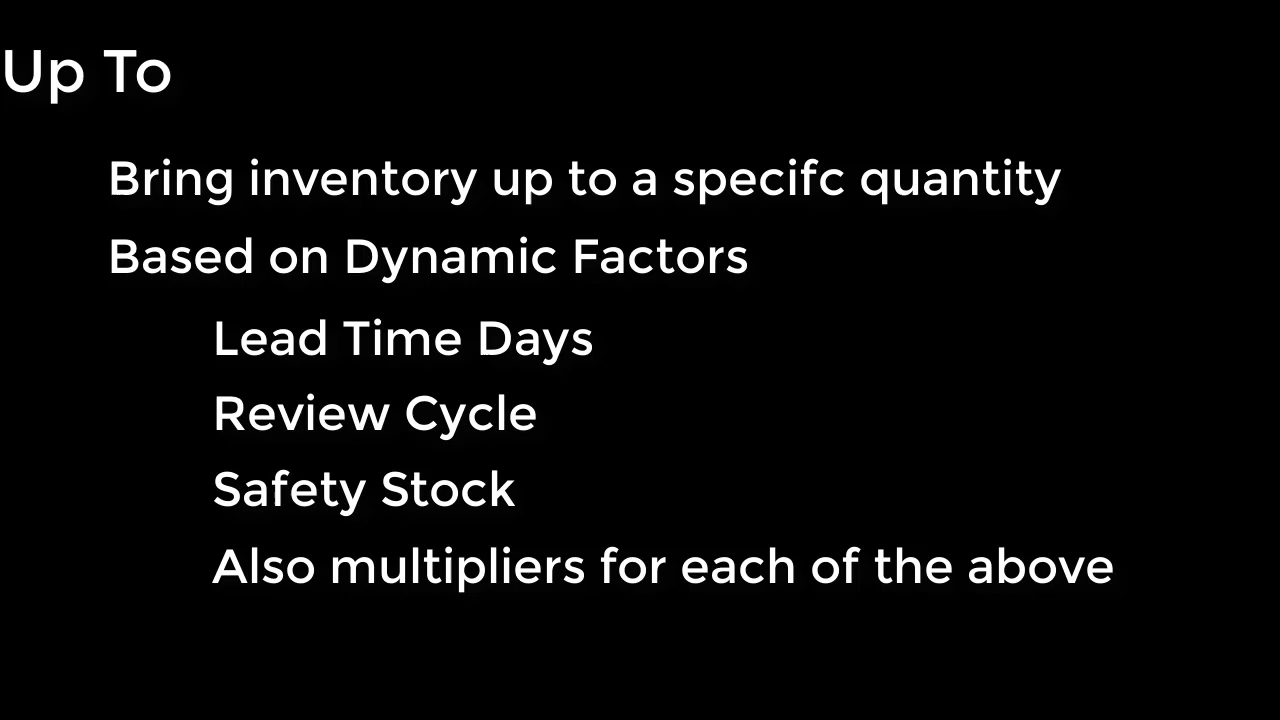 Up To
Bring inventory up to a specifc quantity
Based on Dynamic Factors
Lead Time Days
Review Cycle
Safety Stock
Also multipliers for each of the above